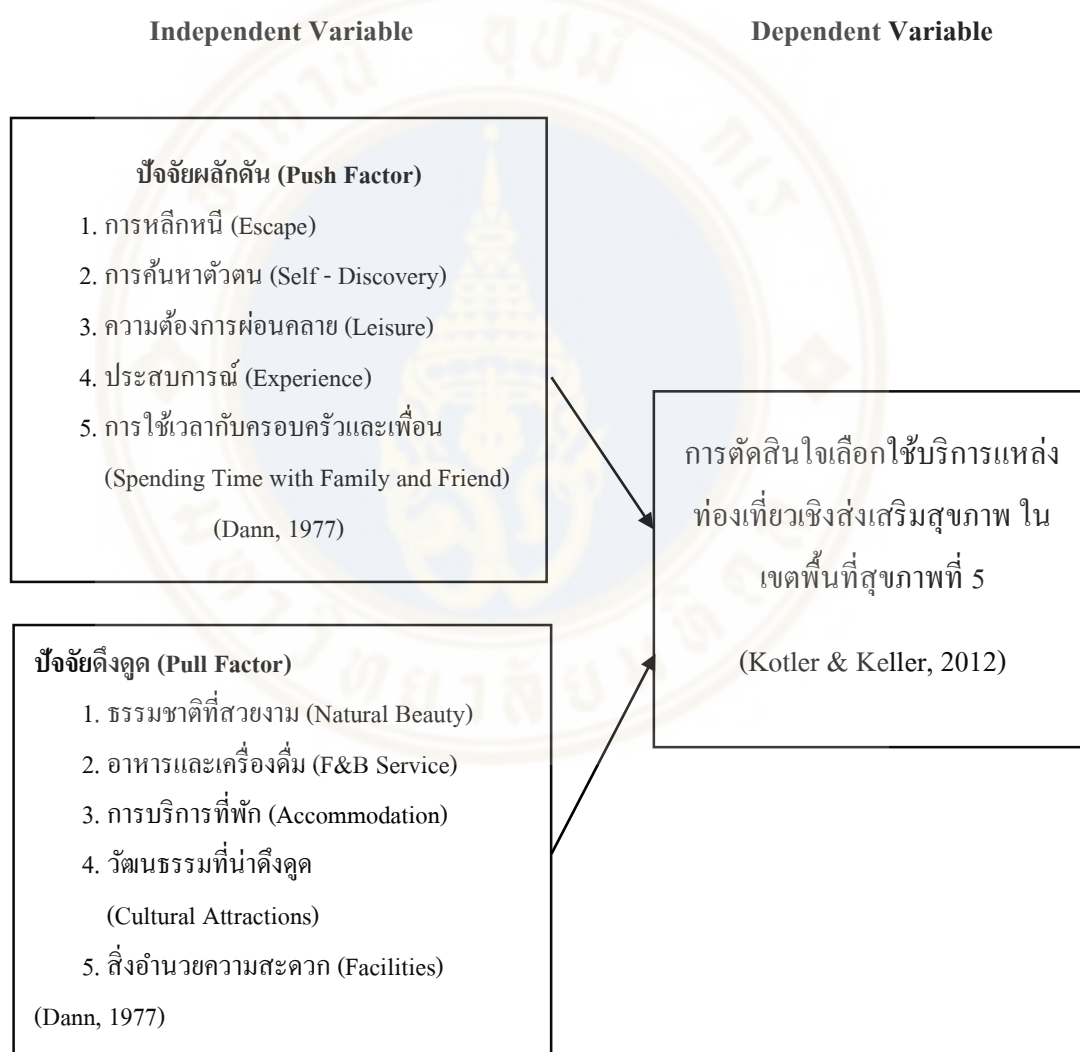 Independent Variable
Dependent Variable
ปัจจัยผลักดัน (Push Factor)
1. การหลีกหนี (Escape)
2. การค้นหาตัวตน (Self - Discovery)
3. ความต้องการผ่อนคลาย (Leisure)
4. ประสบการณ์ (Experience)
5. การใช้เวลากับครอบครัวและเพื่อน
(Spending Time with Family and Friend)
(Dann, 1977)
การตัดสินใจเลือกใช้บริการแหล่ง
ท่องเที่ยวเชิงส่งเสริมสุขภาพ ใน
เขตพื้นที่สุขภาพที่ 5
(Kotler & Keller, 2012)
ปัจจัยดึงดูด (Pull Factor)
1. ธรรมชาติที่สวยงาม (Natural Beauty)
2. อาหารและเครื่องดื่ม (F&B Service)
3. การบริการที่พัก (Accommodation)
4. วัฒนธรรมที่น่าดึงดูด
(Cultural Attractions)
5. สิ่งอำนวยความสะดวก (Facilities)
(Dann, 1977)